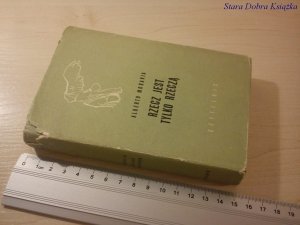 Stara Dobra Książka
ALBERTO MORAVIA
RZECZ JEST
TYLKO RZECZĄ
0 1 2 3 4 5 6 7 8 9 10 11 12 13 14 15 16 17 18 19